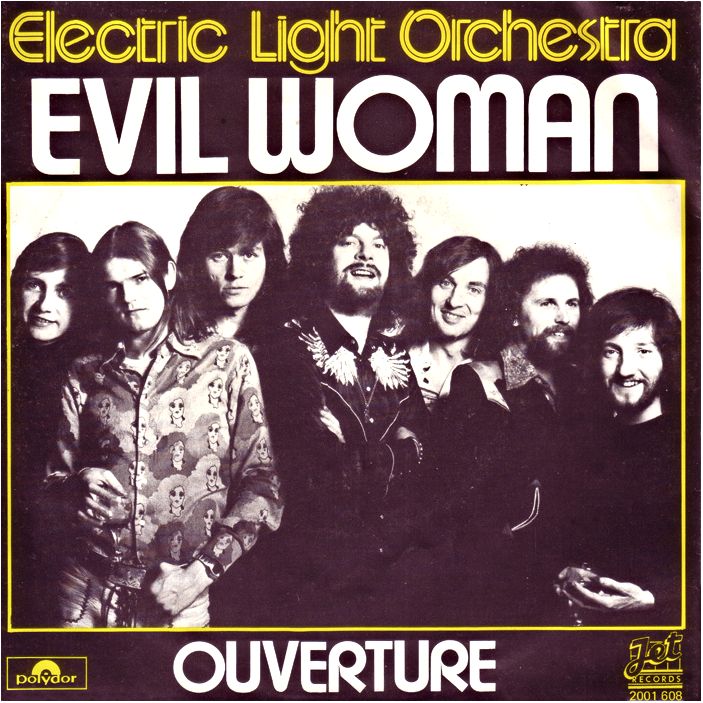 Electric Light Orchestra
EVIL WOMAN
OUVERTURE
polydor
Jet
RECORDS
2001 608